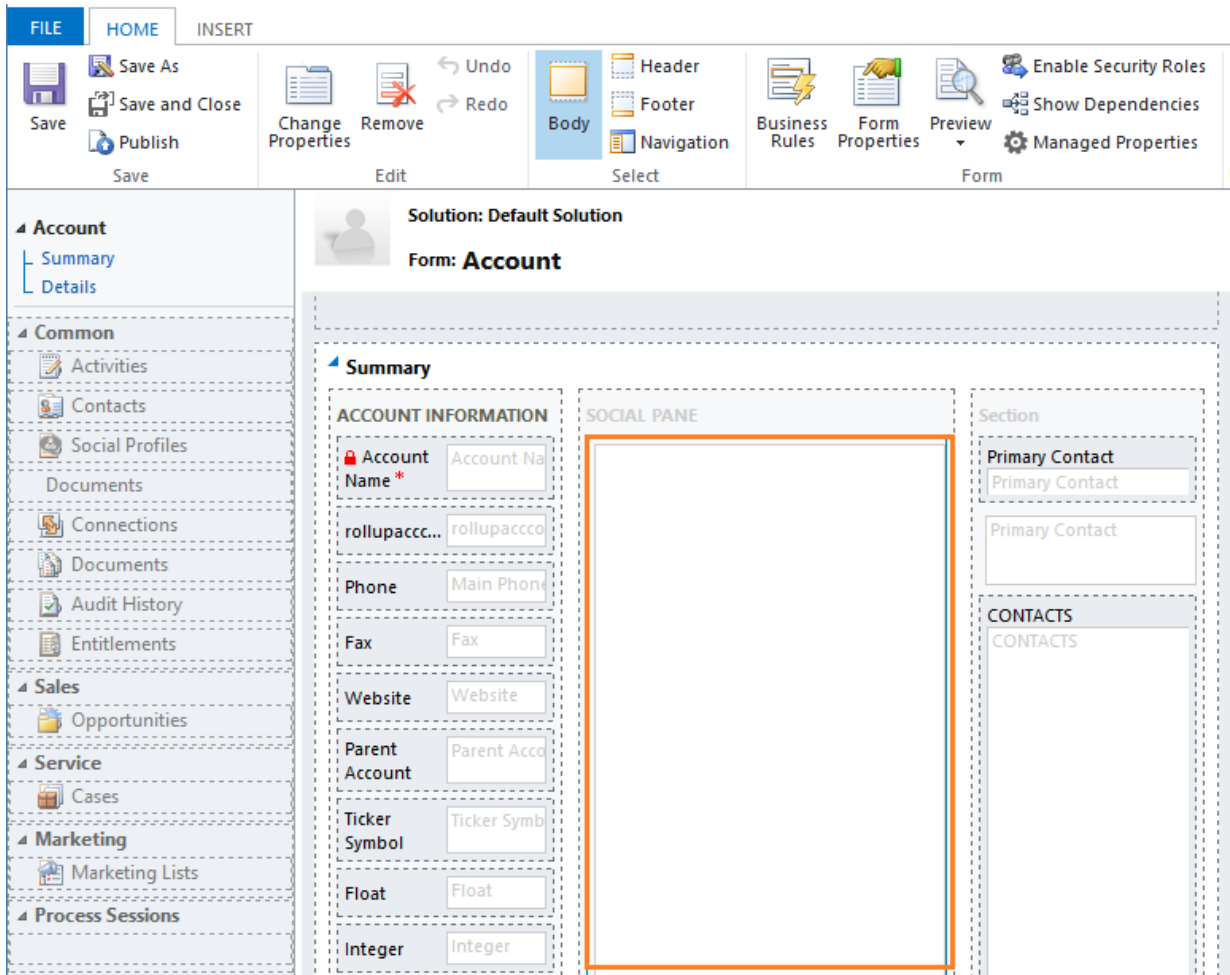 FILE
HOME
INSERT
Save
Save As
Save and Close
Publish
Save
Change
Properties
Remove
Undo
Redo
Edit
Body
Header
Footer
Navigation
Select
Business
Rules
Form
Properties
Preview
Enable Security Roles
Show Dependencies
Managed Properties
Form
Account
Summary
Details
Common
Activities
Contacts
Social Profiles
Documents
Connections
Documents
Audit History
Entitlements
Sales
Opportunities
Service
Cases
Marketing
Marketing Lists
Process Sessions
Solution: Default Solution
Form: Account
Summary
ACCOUNT INFORMATION
Account
Name *
Account Na
rollupaccc...
rollupaccco
Phone
Main Phone
Fax
Fax
Website
Website
Parent
Account
Parent Acco
Ticker
Symbol
Ticker Symb
Float
Float
Integer
Integer
SOCIAL PANE
Section
Primary Contact
Primary Contact
Primary Contact
CONTACTS
CONTACTS